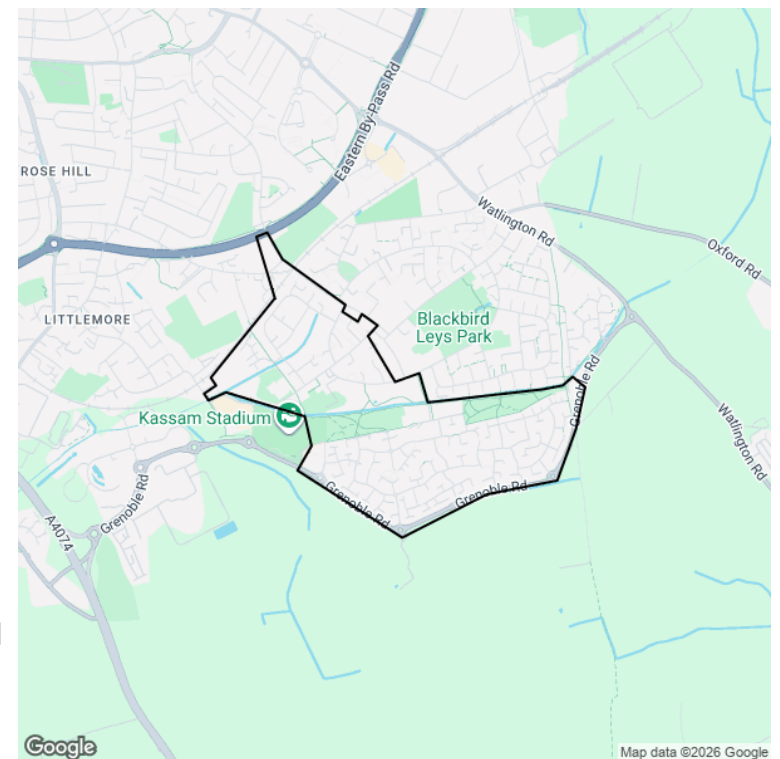 Eastern By-Pass Rd
ROSE HILL
Watlington Rd
Oxford Rd
LITTLEMORE
Blackbird
Leys Park
Grenoble Rd
Kassam Stadium
Watlington Rd
Grenoble Rd
Grenoble Rd
Grenoble Rd
A4074
Google
Map data ©2026 Google